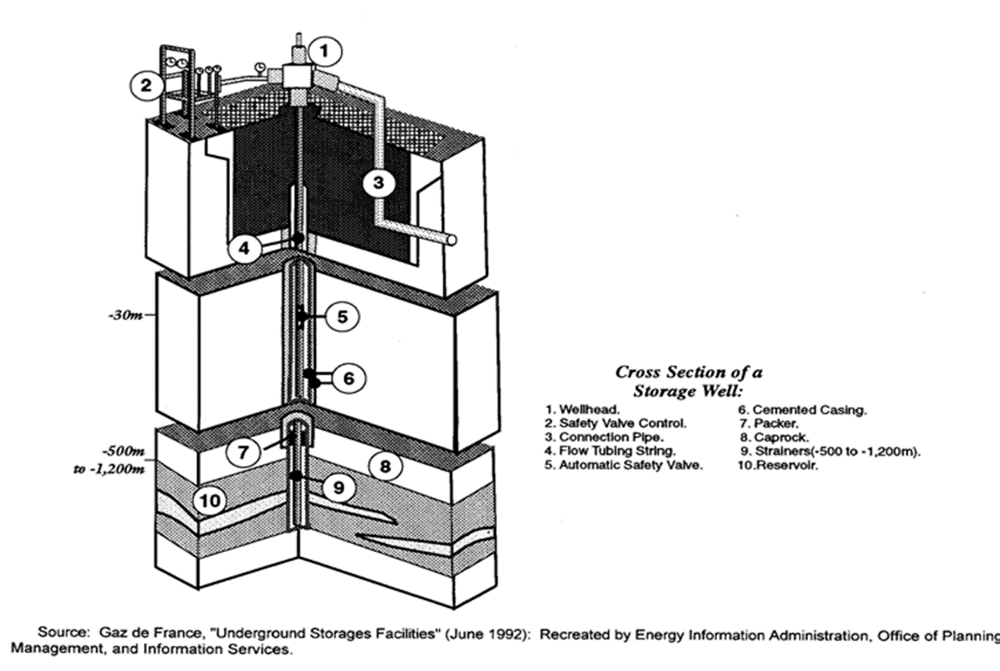 1
2
3
4
-30m
5
6
-500m
to -1,200m
7
8
9
10
Cross Section of a
Storage Well:
1. Wellhead.
2. Safety Valve Control.
3. Connection Pipe.
4. Flow Tubing String.
5. Automatic Safety Valve.
6. Cemented Casing.
7. Packer.
8. Caprock.
9. Strainers(-500 to -1,200m).
10.Reservoir.
Source: Gaz de France, "Underground Storages Facilities" (June 1992): Recreated by Energy Information Administration, Office of Planning
Management, and Information Services.